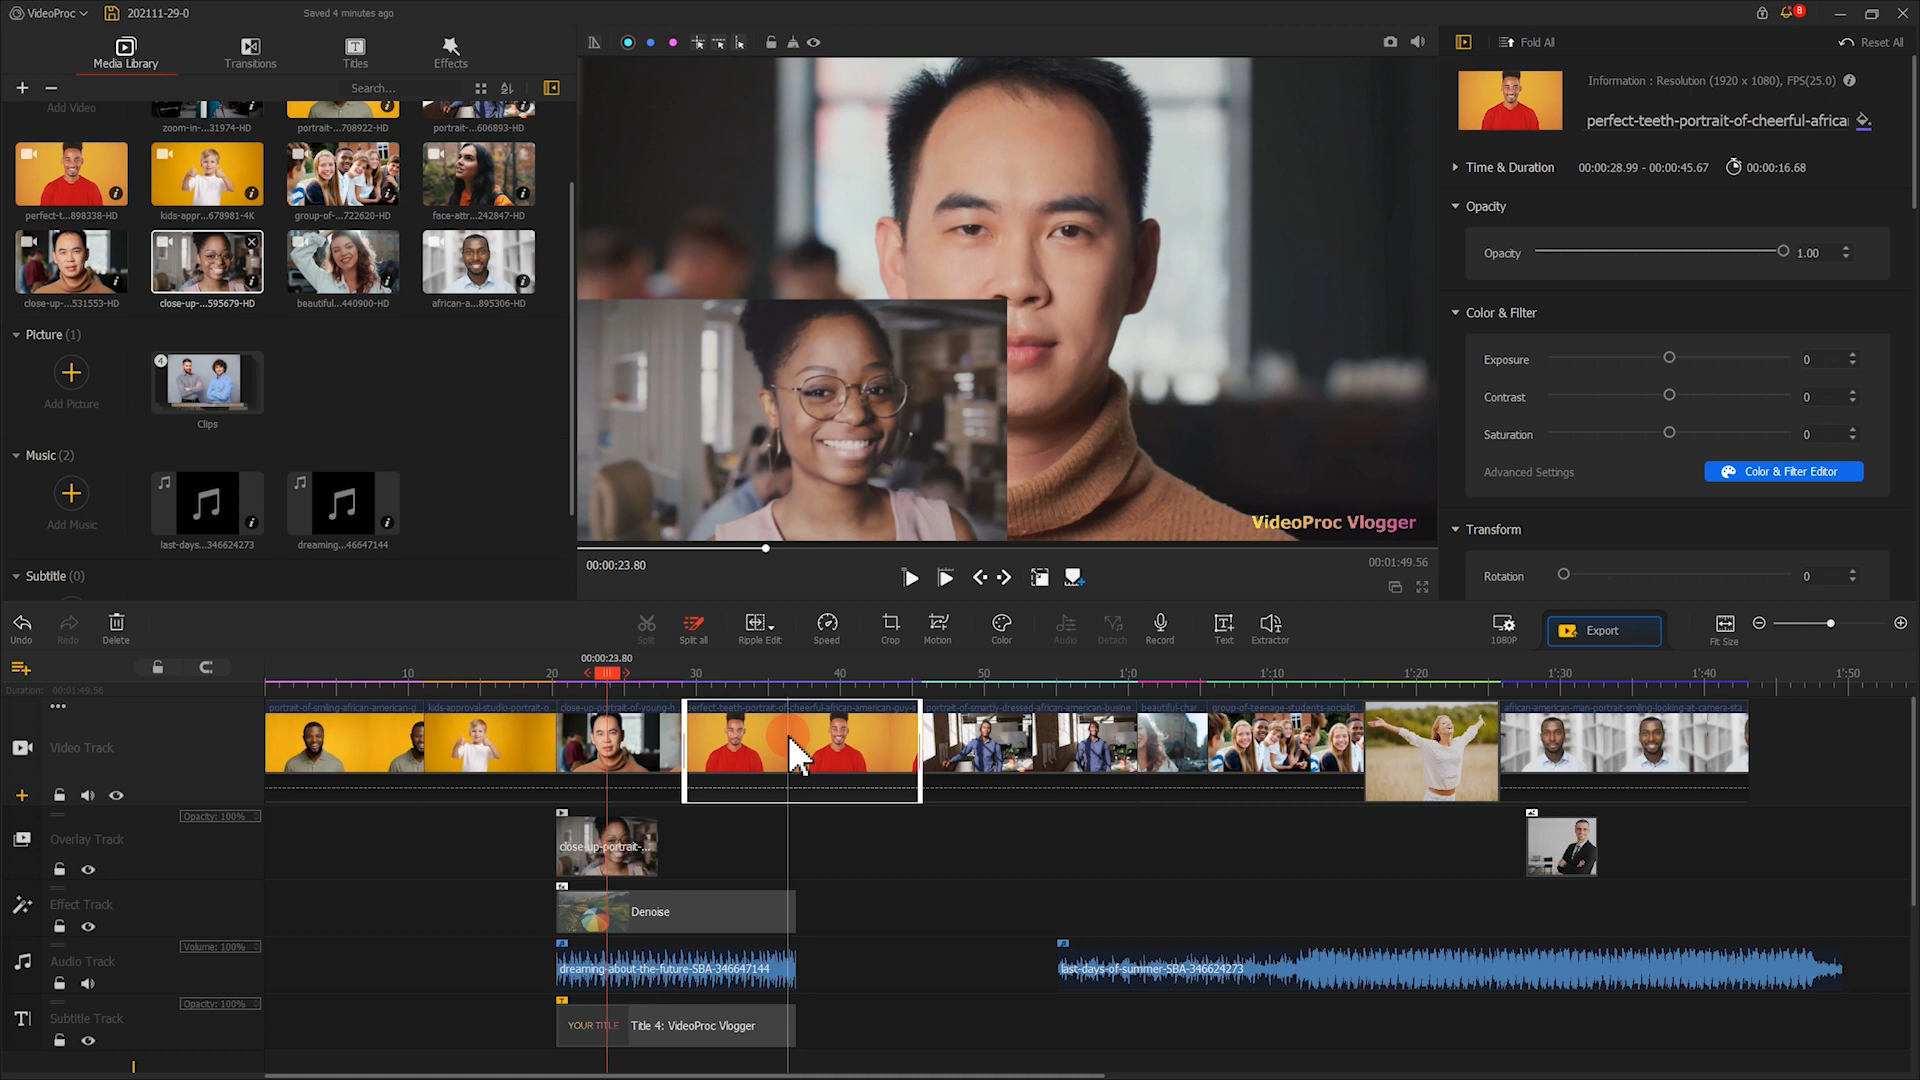 VideoProc
202111-29-0
Saved 4 minutes ago
8
Media Library
Transitions
Titles
Effects
Fold All
Reset All
Search...
Add Video
zoom-in-...31974-HD
portrait-...708922-HD
portrait-...606893-HD
perfect-t...898338-HD
kids-appr...678981-4K
group-of-...722620-HD
face-attr...242847-HD
close-up-...531553-HD
close-up-...595679-HD
beautiful...440900-HD
african-a...895306-HD
Picture (1)
Add Picture
4
Clips
Music (2)
Add Music
last-days...346624273
dreaming...46647144
Subtitle (0)
VideoProc Vlogger
00:00:23.80
00:01:49.56
Information : Resolution (1920 x 1080), FPS(25.0)
perfect-teeth-portrait-of-cheerful-africa
Time & Duration
00:00:28.99 - 00:00:45.67
00:00:16.68
Opacity
Opacity
1.00
Color & Filter
Exposure
0
Contrast
0
Saturation
0
Advanced Settings
Color & Filter Editor
Transform
Rotation
0
Undo
Redo
Delete
Split
Split all
Ripple Edit
Speed
Crop
Motion
Color
Audio
Detach
Record
Text
Extractor
1080P
Export
Fit Size
00:00:23.80
10
20
30
40
50
1:0
1:10
1:20
1:30
1:40
1:50
Duration: 00:01:49.56
portrait-of-smiling-african-american-g...
kids-approval-studio-portrait-o...
close-up-portrait-of-young-h...
perfect-teeth-portrait-of-cheerful-african-american-guy-s
portrait-of-smartly-dressed-african-american-busine...
beautiful-char...
group-of-teenage-students-socializi...
african-american-man-portrait-smiling-looking-at-camera-sta
Video Track
Opacity: 100%
Overlay Track
close-up-portrait-...
Effect Track
fx
Denoise
Volume: 100%
Audio Track
dreaming-about-the-future-SBA-346647144
last-days-of-summer-SBA-346624273
Opacity: 100%
Subtitle Track
YOUR TITLE
Title 4: VideoProc Vlogger